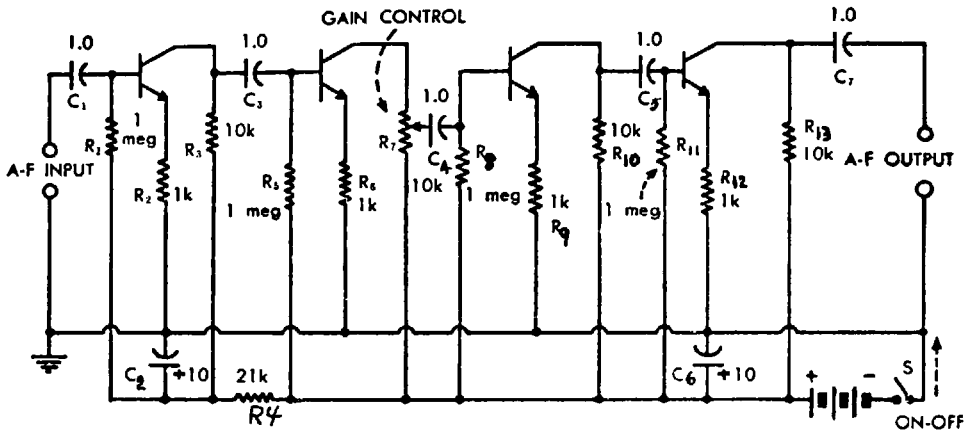 GAIN CONTROL
1.0
C1
1 meg
R1
A-F INPUT
R2
1k
R3
10k
1.0
C3
R5
1 meg
R6
1k
R7
10k
1.0
C4
R8
1 meg
1k
R9
10k
R10
1.0
C5
R11
1 meg
R12
1k
R13
10k
1.0
C7
A-F OUTPUT
C2
+10
21k
R4
C6
+10
+ -
S
ON-OFF